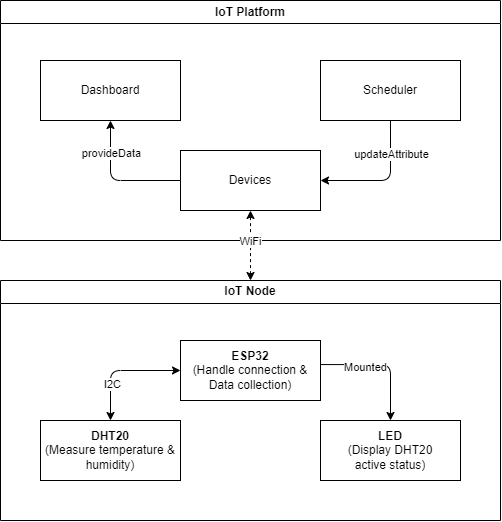 IoT Platform
Dashboard
Scheduler
provideData
updateAttribute
Devices
WiFi
IoT Node
ESP32
(Handle connection &
Data collection)
Mounted
I2C
DHT20
(Measure temperature &
humidity)
LED
(Display DHT20
active status)